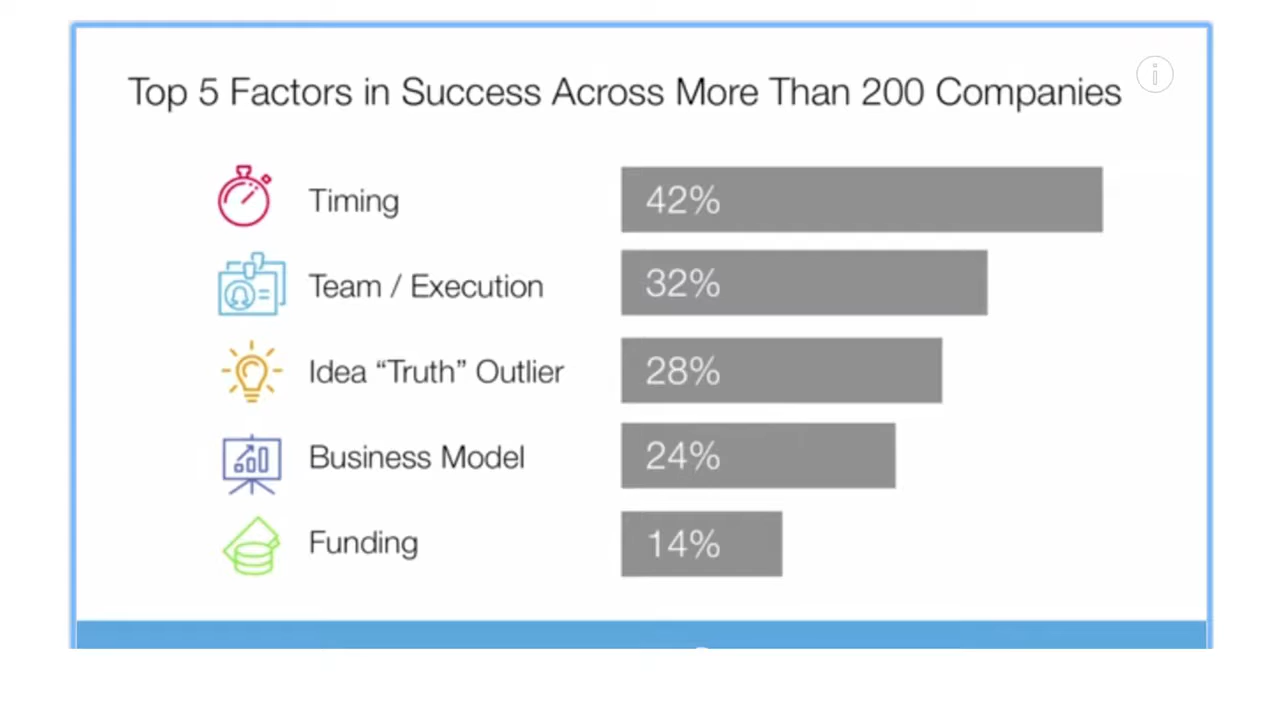 Top 5 Factors in Success Across More Than 200 Companies
Timing 42%
Team / Execution 32%
Idea “Truth” Outlier 28%
Business Model 24%
Funding 14%